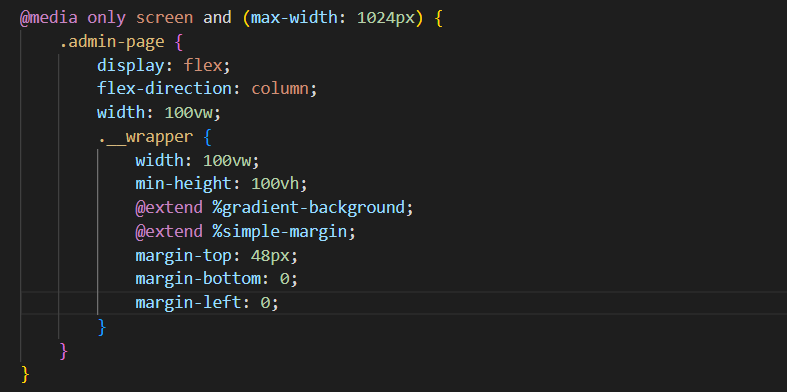 @media only screen and (max-width: 1024px) {
    .admin-page {
        display: flex;
        flex-direction: column;
        width: 100vw;
        .__wrapper {
            width: 100vw;
            min-height: 100vh;
            @extend %gradient-background;
            @extend %simple-margin;
            margin-top: 48px;
            margin-bottom: 0;
            margin-left: 0;
        }
    }
}